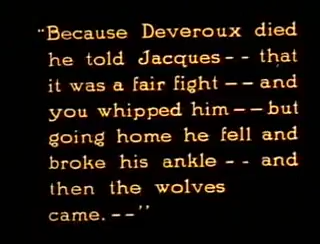 "Because Deveroux died
he told Jacques -- that
it was a fair fight -- and
you whipped him -- but
going home he fell and
broke his ankle -- and
then the wolves
came. --"